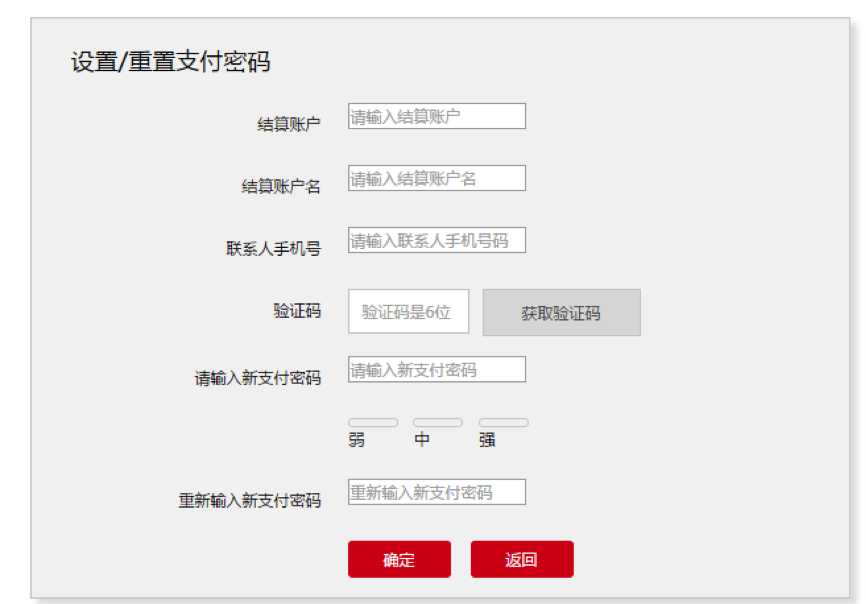 设置/重置支付密码
结算账户 请输入结算账户
结算账户名 请输入结算账户名
联系人手机号 请输入联系人手机号码
验证码 验证码是6位 获取验证码
请输入新支付密码 请输入新支付密码
弱 中 强
重新输入新支付密码 重新输入新支付密码
确定 返回